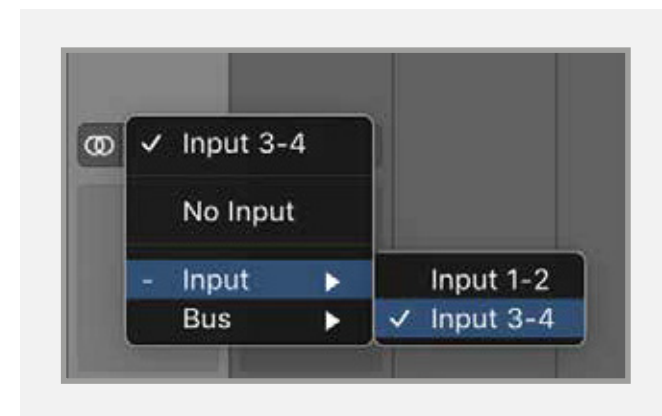 ✓ Input 3-4
No Input
- Input ▶
Bus ▶
Input 1-2
✓ Input 3-4